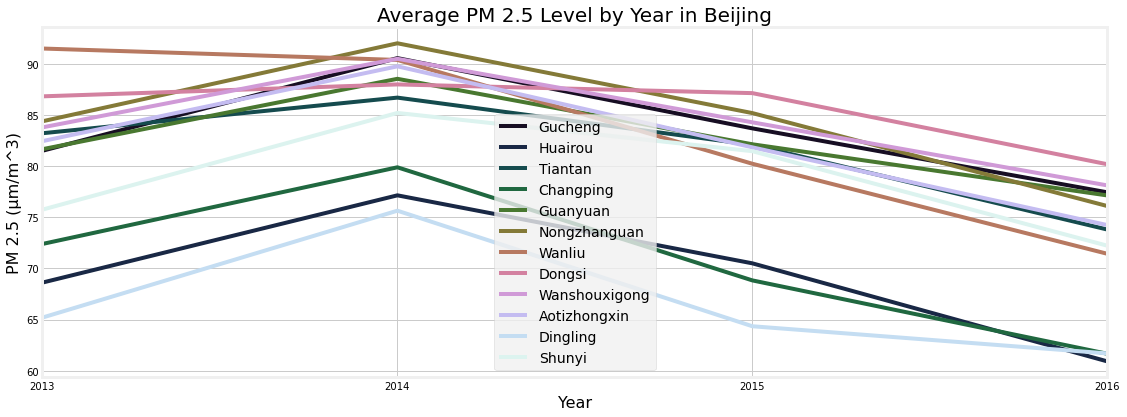 Average PM 2.5 Level by Year in Beijing
PM 2.5 (µm/m^3)
90
85
80
75
70
65
60
Gucheng
Huairou
Tiantan
Changping
Guanyuan
Nongzhanguan
Wanliu
Dongsi
Wanshouxigong
Aotizhongxin
Dingling
Shunyi
2013
2014
2015
2016
Year